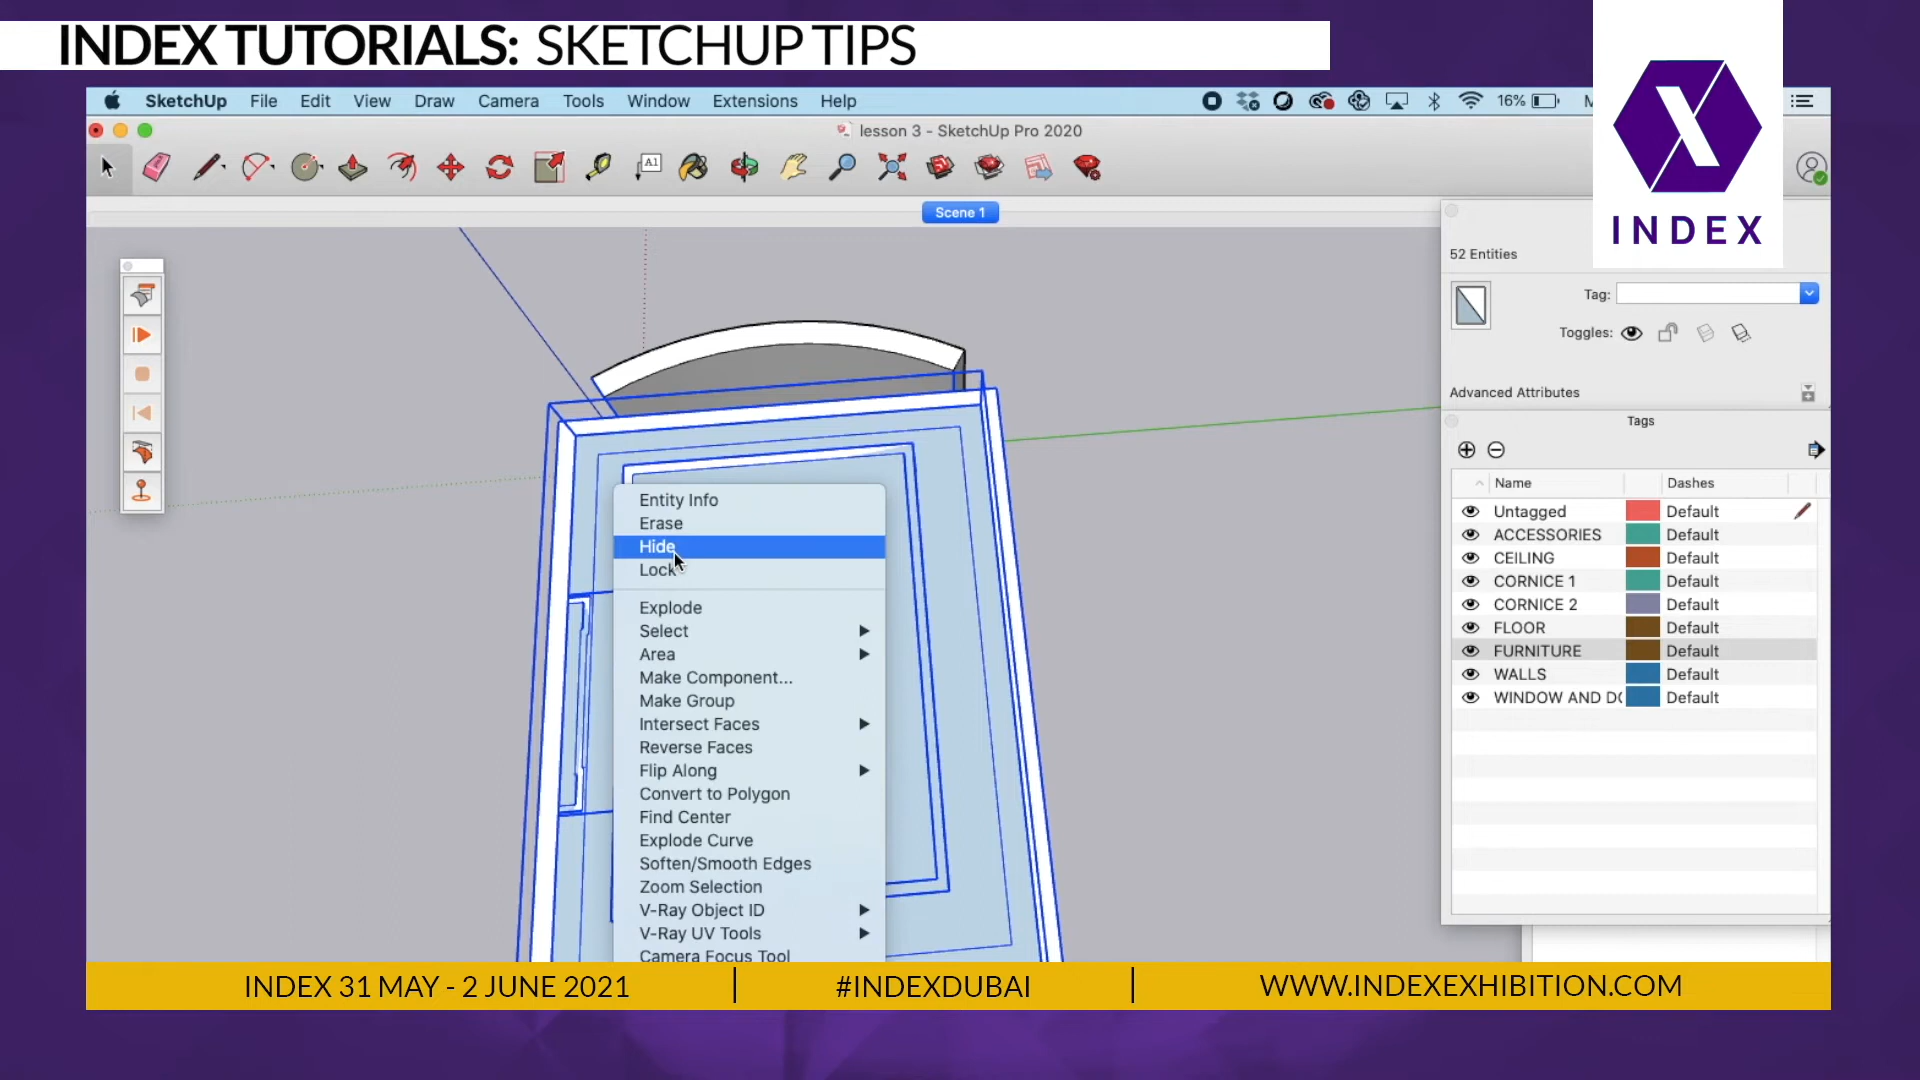 INDEX TUTORIALS: SKETCHUP TIPS
SketchUp File Edit View Draw Camera Tools Window Extensions Help
16%
lesson 3 - SketchUp Pro 2020
A1
Scene 1
INDEX
52 Entities
Tag:
Toggles:
Advanced Attributes
Tags
Name Dashes
Untagged Default
ACCESSORIES Default
CEILING Default
CORNICE 1 Default
CORNICE 2 Default
FLOOR Default
FURNITURE Default
WALLS Default
WINDOW AND Default
Entity Info
Erase
Hide
Lock
Explode
Select
Area
Make Component...
Make Group
Intersect Faces
Reverse Faces
Flip Along
Convert to Polygon
Find Center
Explode Curve
Soften/Smooth Edges
Zoom Selection
V-Ray Object ID
V-Ray UV Tools
Camera Focus Tool
INDEX 31 MAY - 2 JUNE 2021 | #INDEXDUBAI | WWW.INDEXEXHIBITION.COM